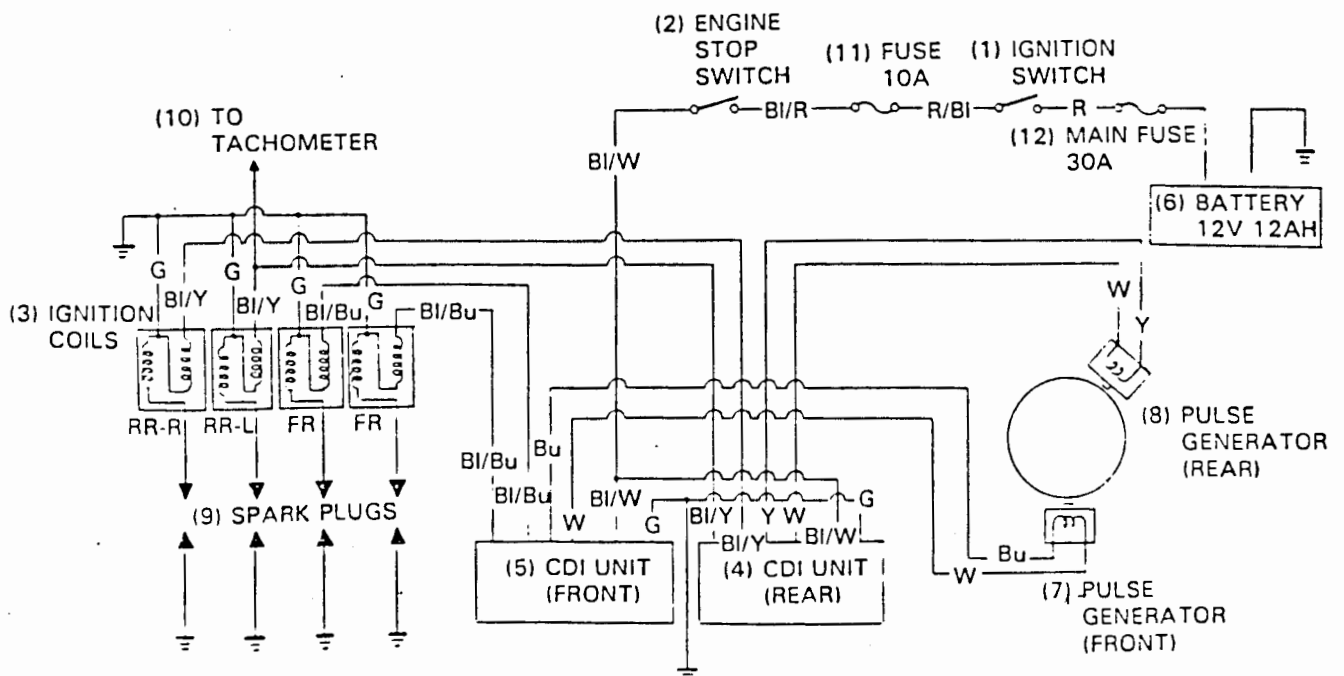 (2) ENGINE
STOP
SWITCH
(11) FUSE
10A
(1) IGNITION
SWITCH
Bl/R
R/Bl
R
(12) MAIN FUSE
30A
(10) TO
TACHOMETER
Bl/W
(6) BATTERY
12V 12AH
G
Bl/Y
G
Bl/Y
G
Bl/Bu
G
Bl/Bu
(3) IGNITION
COILS
W
Y
RR-R
RR-L
FR
FR
(8) PULSE
GENERATOR
(REAR)
Bl/Bu
Bu
Bl/Bu
W
Bl/W
G
Bl/Y
Bl/Y
Y
W
Bl/W
G
(9) SPARK PLUGS
(5) CDI UNIT
(FRONT)
(4) CDI UNIT
(REAR)
Bu
W
(7) PULSE
GENERATOR
(FRONT)